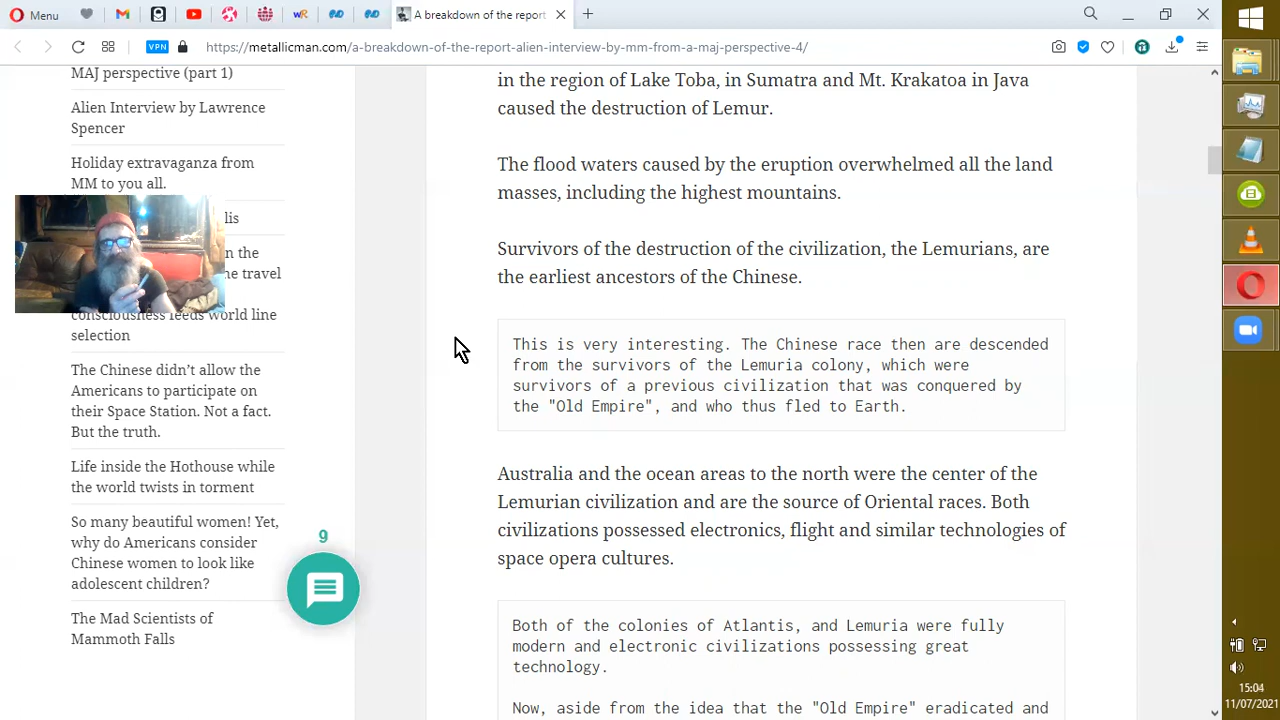 Menu
A breakdown of the report
VPN
https://metallicman.com/a-breakdown-of-the-report-alien-interview-by-mm-from-a-maj-perspective-4/
MAJ perspective (part 1)
Alien Interview by Lawrence
Spencer
Holiday extravaganza from
MM to you all.
lis
n the
ne travel
consciousness feeds world line
selection
The Chinese didn’t allow the
Americans to participate on
their Space Station. Not a fact.
But the truth.
Life inside the Hothouse while
the world twists in torment
So many beautiful women! Yet,
why do Americans consider
Chinese women to look like
adolescent children?
The Mad Scientists of
Mammoth Falls
9
in the region of Lake Toba, in Sumatra and Mt. Krakatoa in Java
caused the destruction of Lemur.
The flood waters caused by the eruption overwhelmed all the land
masses, including the highest mountains.
Survivors of the destruction of the civilization, the Lemurians, are
the earliest ancestors of the Chinese.
This is very interesting. The Chinese race then are descended
from the survivors of the Lemuria colony, which were
survivors of a previous civilization that was conquered by
the "Old Empire", and who thus fled to Earth.
Australia and the ocean areas to the north were the center of the
Lemurian civilization and are the source of Oriental races. Both
civilizations possessed electronics, flight and similar technologies of
space opera cultures.
Both of the colonies of Atlantis, and Lemuria were fully
modern and electronic civilizations possessing great
technology.
Now, aside from the idea that the "Old Empire" eradicated and
15:04
11/07/2021